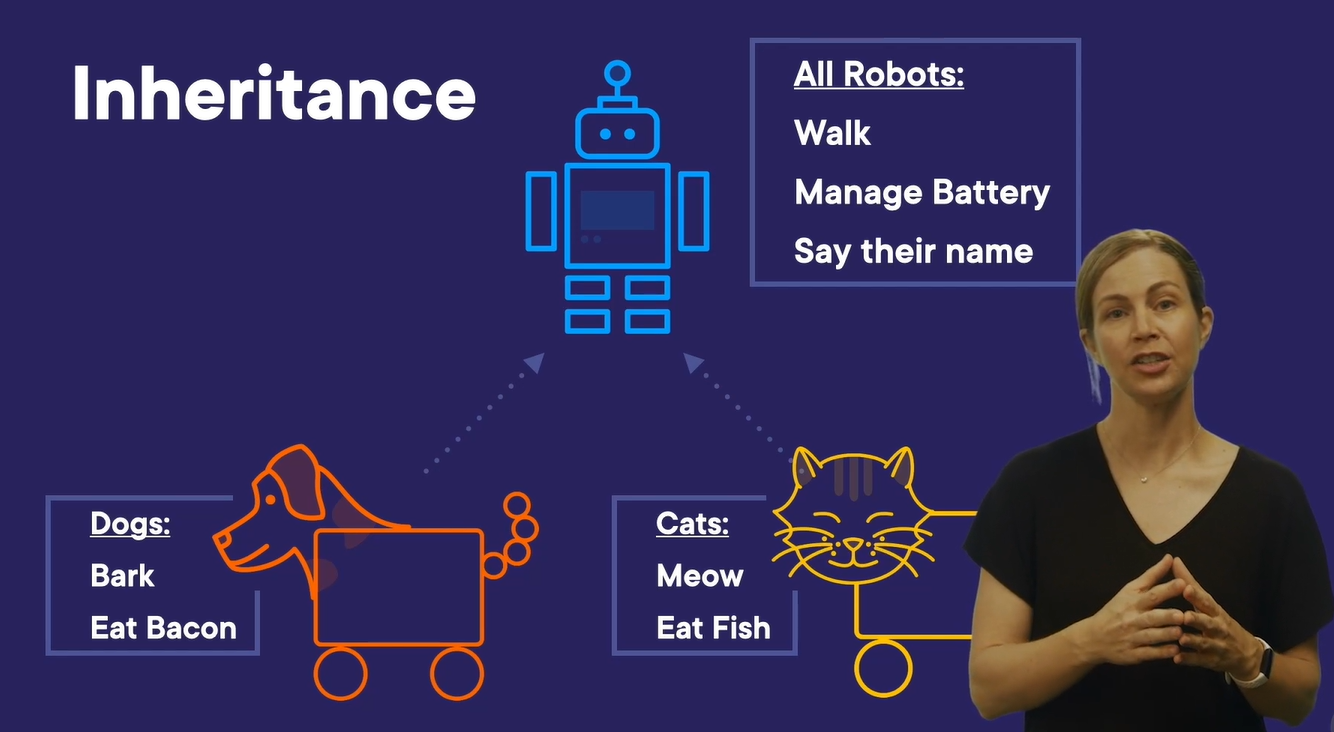 Inheritance
All Robots:
Walk
Manage Battery
Say their name
Dogs:
Bark
Eat Bacon
Cats:
Meow
Eat Fish